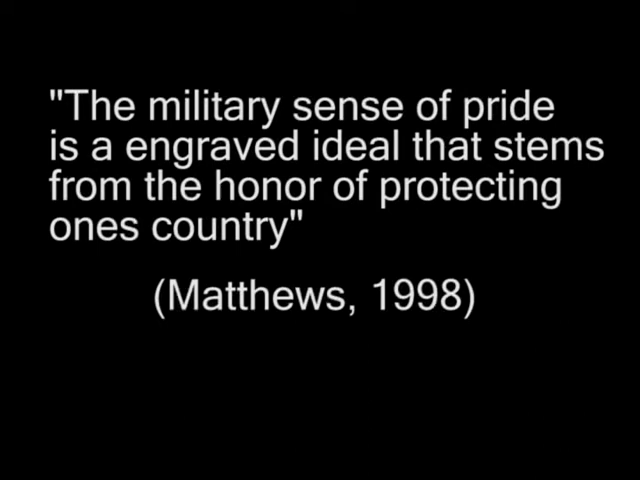 "The military sense of pride
is a engraved ideal that stems
from the honor of protecting
ones country"
(Matthews, 1998)